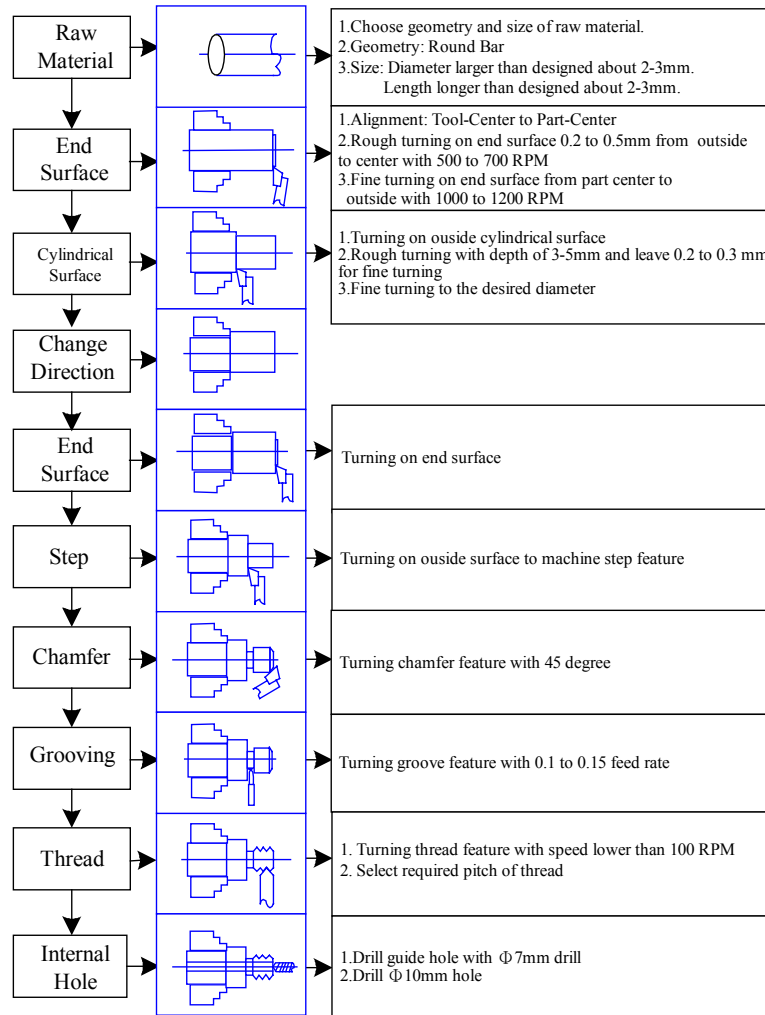 Raw
Material
1.Choose geometry and size of raw material.
2.Geometry: Round Bar
3.Size: Diameter larger than designed about 2-3mm.
Length longer than designed about 2-3mm.
End
Surface
1.Alignment: Tool-Center to Part-Center
2.Rough turning on end surface 0.2 to 0.5mm from outside
to center with 500 to 700 RPM
3.Fine turning on end surface from part center to
outside with 1000 to 1200 RPM
Cylindrical
Surface
1.Turning on ouside cylindrical surface
2.Rough turning with depth of 3-5mm and leave 0.2 to 0.3 mm
for fine turning
3.Fine turning to the desired diameter
Change
Direction
End
Surface
Turning on end surface
Step
Turning on ouside surface to machine step feature
Chamfer
Turning chamfer feature with 45 degree
Grooving
Turning groove feature with 0.1 to 0.15 feed rate
Thread
1. Turning thread feature with speed lower than 100 RPM
2. Select required pitch of thread
Internal
Hole
1.Drill guide hole with Φ7mm drill
2.Drill Φ10mm hole